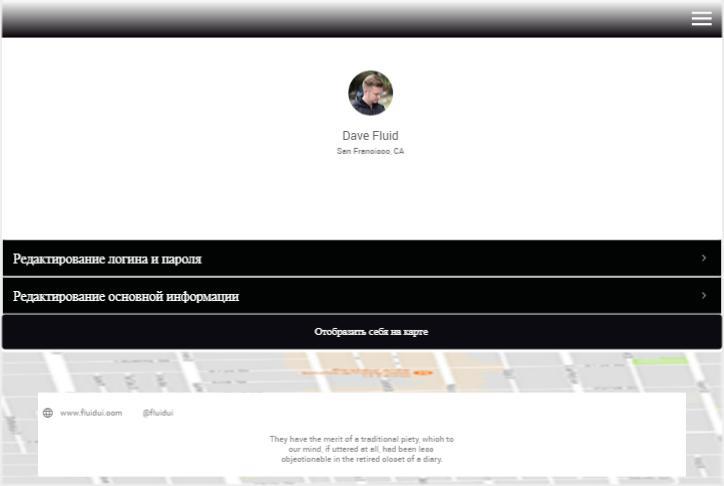 Dave Fluid
San Francisco, CA
Редактирование логина и пароля
Редактирование основной информации
Отобразить себя на карте
www.fluidui.com @fluidui
They have the merit of a traditional piety, which to
our mind, if uttered at all, had been less
objectionable in the retired closet of a diary.